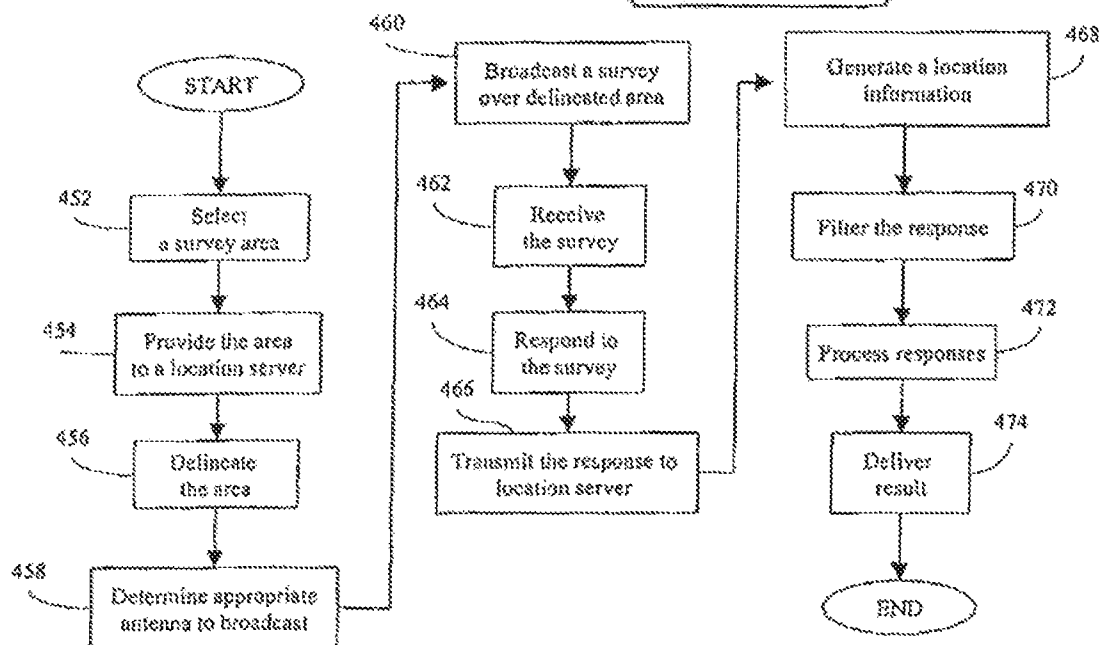 START
452
Select
a survey area
454
Provide the area
to a location server
456
Delineate
the area
458
Determine appropriate
antenna to broadcast
460
Broadcast a survey
over delineated area
462
Receive
the survey
464
Respond to
the survey
466
Transmit the response to
location server
468
Generate a location
information
470
Filter the response
472
Process responses
474
Deliver
result
END